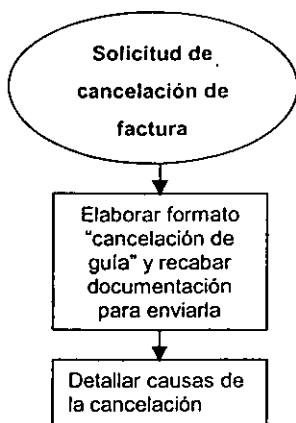 Solicitud de
cancelación de
factura
Elaborar formato
"cancelación de
guía" y recabar
documentación
para enviarla
Detallar causas de
la cancelación